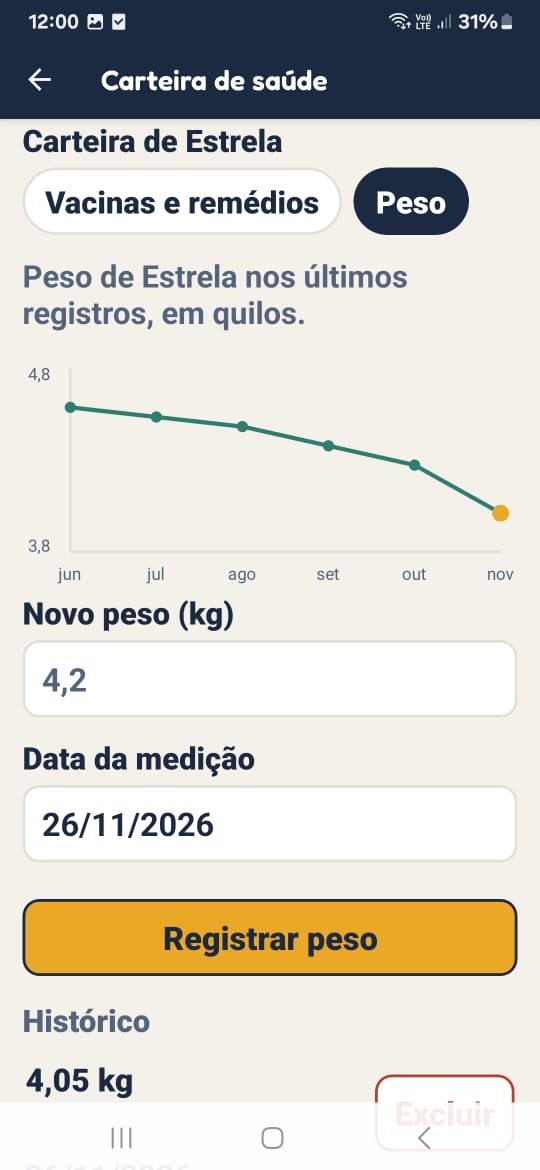 12:00
Vo)) LTE 31%
Carteira de saúde
Carteira de Estrela
Vacinas e remédios
Peso
Peso de Estrela nos últimos
registros, em quilos.
4,8
3,8
jun jul ago set out nov
Novo peso (kg)
4,2
Data da medição
26/11/2026
Registrar peso
Histórico
4,05 kg
Excluir